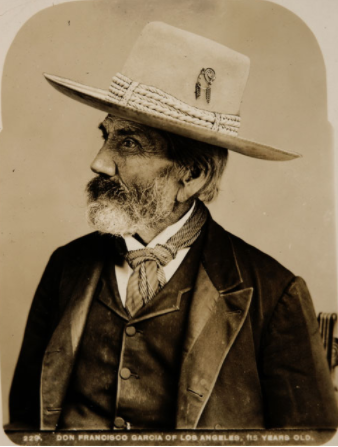 229. DON FRANCISCO GARCIA OF LOS ANGELES, 115 YEARS OLD.